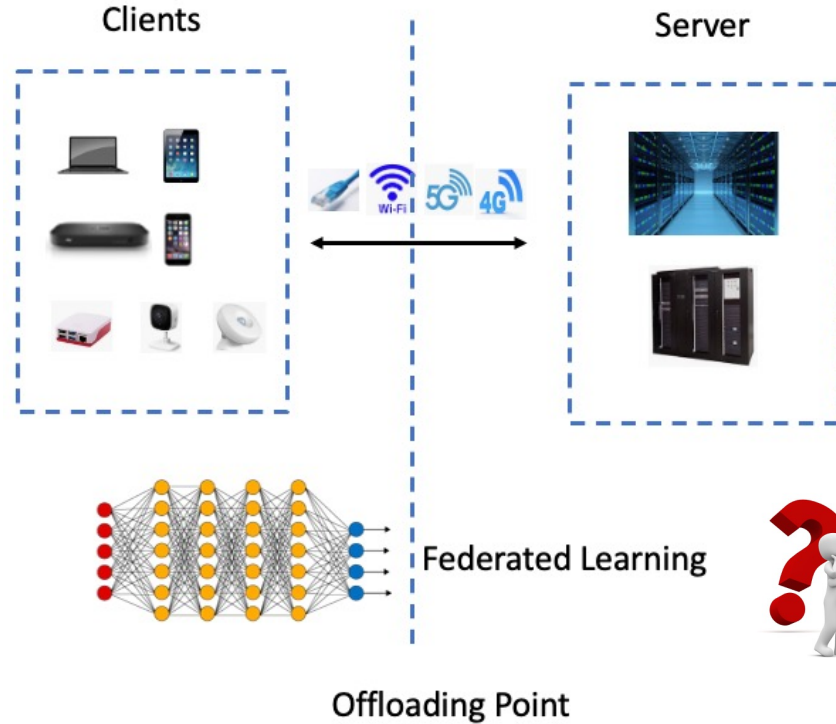 Clients
Server
Wi-Fi
5G
4G
Federated Learning
Offloading Point